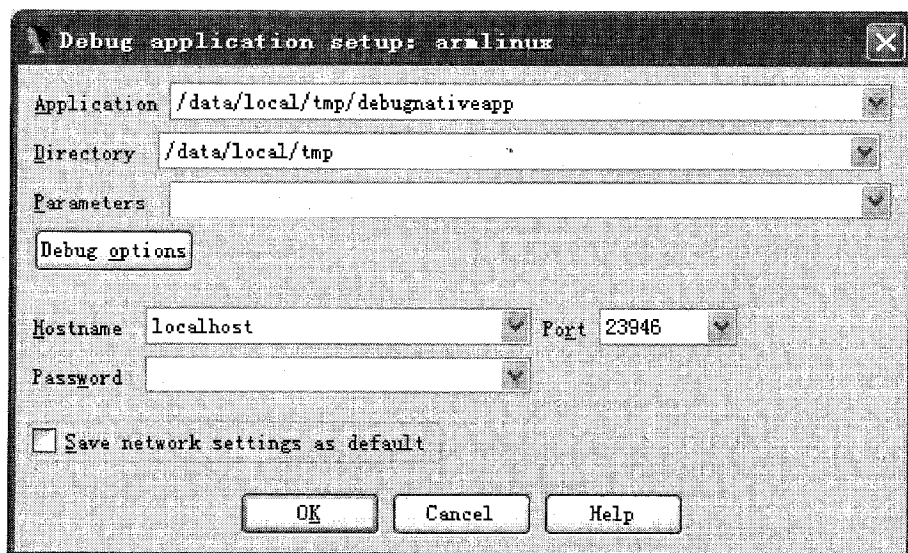 Debug application setup: armlinux
Application /data/local/tmp/debugnativeapp
Directory /data/local/tmp
Parameters
Debug options
Hostname localhost Port 23946
Password
Save network settings as default
OK Cancel Help